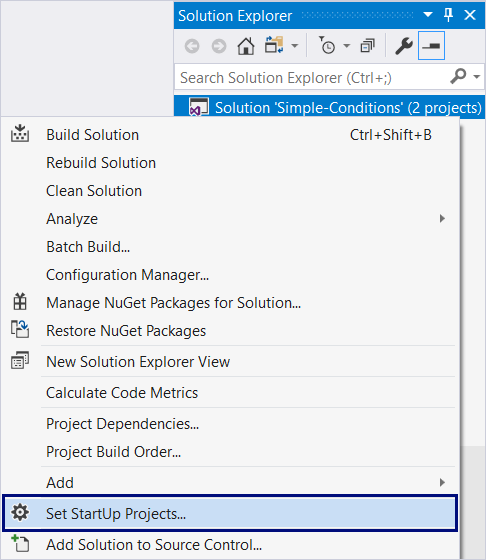 Solution Explorer
Search Solution Explorer (Ctrl+;)
Solution 'Simple-Conditions' (2 projects)
Build Solution Ctrl+Shift+B
Rebuild Solution
Clean Solution
Analyze
Batch Build...
Configuration Manager...
Manage NuGet Packages for Solution...
Restore NuGet Packages
New Solution Explorer View
Calculate Code Metrics
Project Dependencies...
Project Build Order...
Add
Set StartUp Projects...
Add Solution to Source Control...